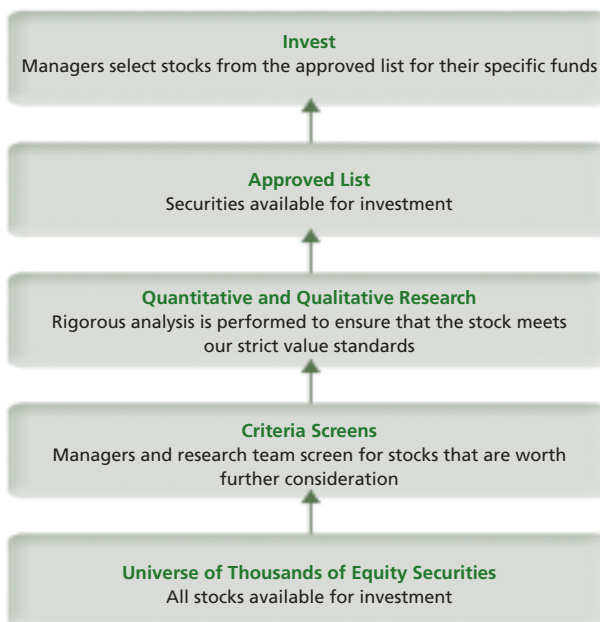 Invest
Managers select stocks from the approved list for their specific funds
Approved List
Securities available for investment
Quantitative and Qualitative Research
Rigorous analysis is performed to ensure that the stock meets
our strict value standards
Criteria Screens
Managers and research team screen for stocks that are worth
further consideration
Universe of Thousands of Equity Securities
All stocks available for investment